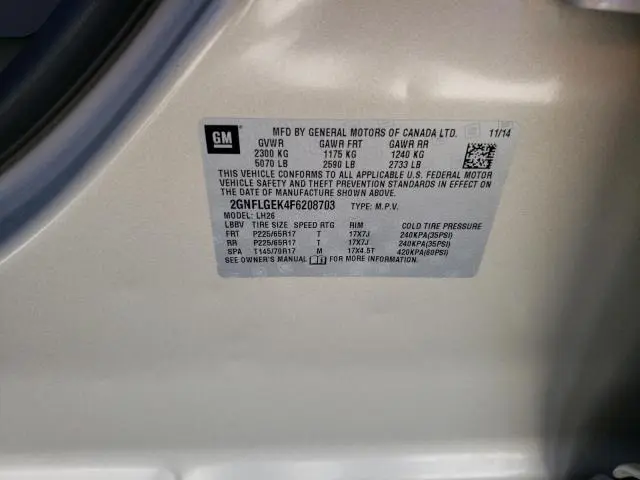 GM
MFD BY GENERAL MOTORS OF CANADA LTD. 11/14
GVWR GAWR FRT GAWR RR
2300 KG 1175 KG 1240 KG
5070 LB 2590 LB 2733 LB
THIS VEHICLE CONFORMS TO ALL APPLICABLE U.S. FEDERAL MOTOR
VEHICLE SAFETY AND THEFT PREVENTION STANDARDS IN EFFECT ON
THE DATE OF MANUFACTURE SHOWN ABOVE.
2GNFLGEK4F6208703 TYPE: M.P.V.
MODEL: LH26
LBBV TIRE SIZE SPEED RTG RIM COLD TIRE PRESSURE
FRT P225/65R17 T 17X7J 240KPA(35PSI)
RR P225/65R17 T 17X7J 240KPA(35PSI)
SPA T145/70R17 M 17X4.5T 420KPA(60PSI)
SEE OWNER'S MANUAL FOR MORE INFORMATION.